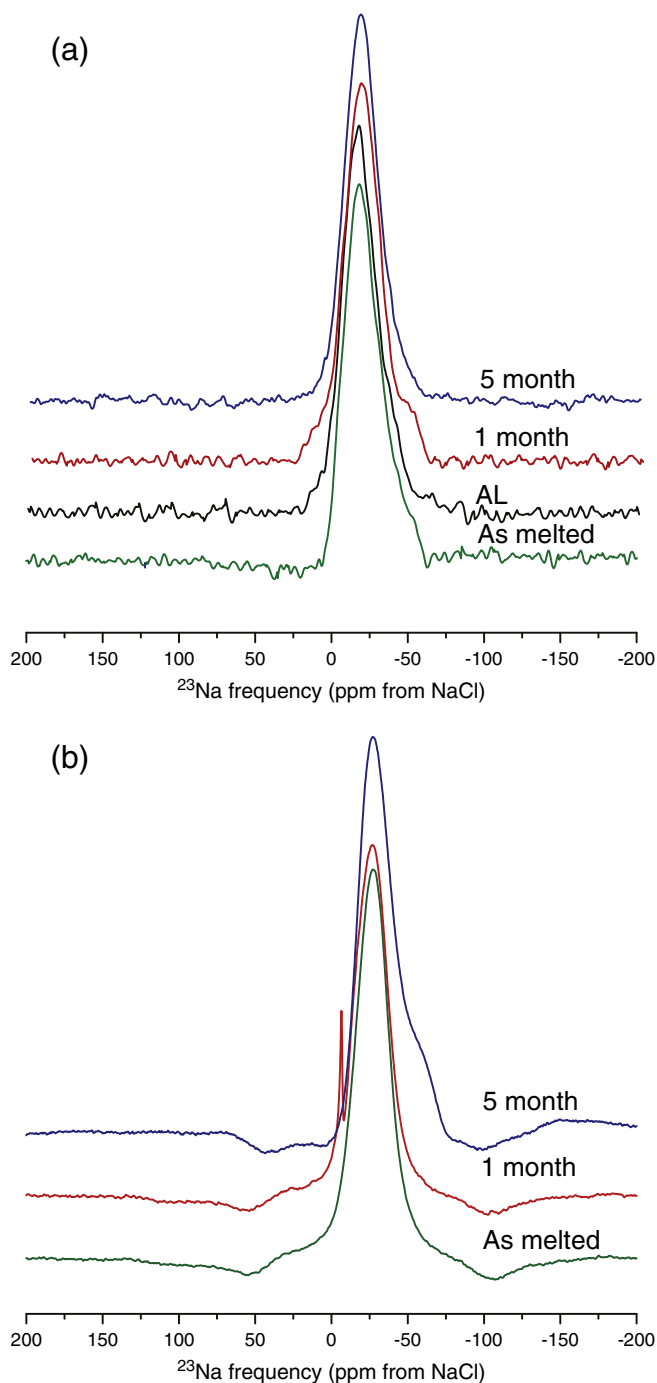 (a)
5 month
1 month
AL
As melted
200 150 100 50 0 -50 -100 -150 -200
²³Na frequency (ppm from NaCl)
(b)
5 month
1 month
As melted
200 150 100 50 0 -50 -100 -150 -200
²³Na frequency (ppm from NaCl)